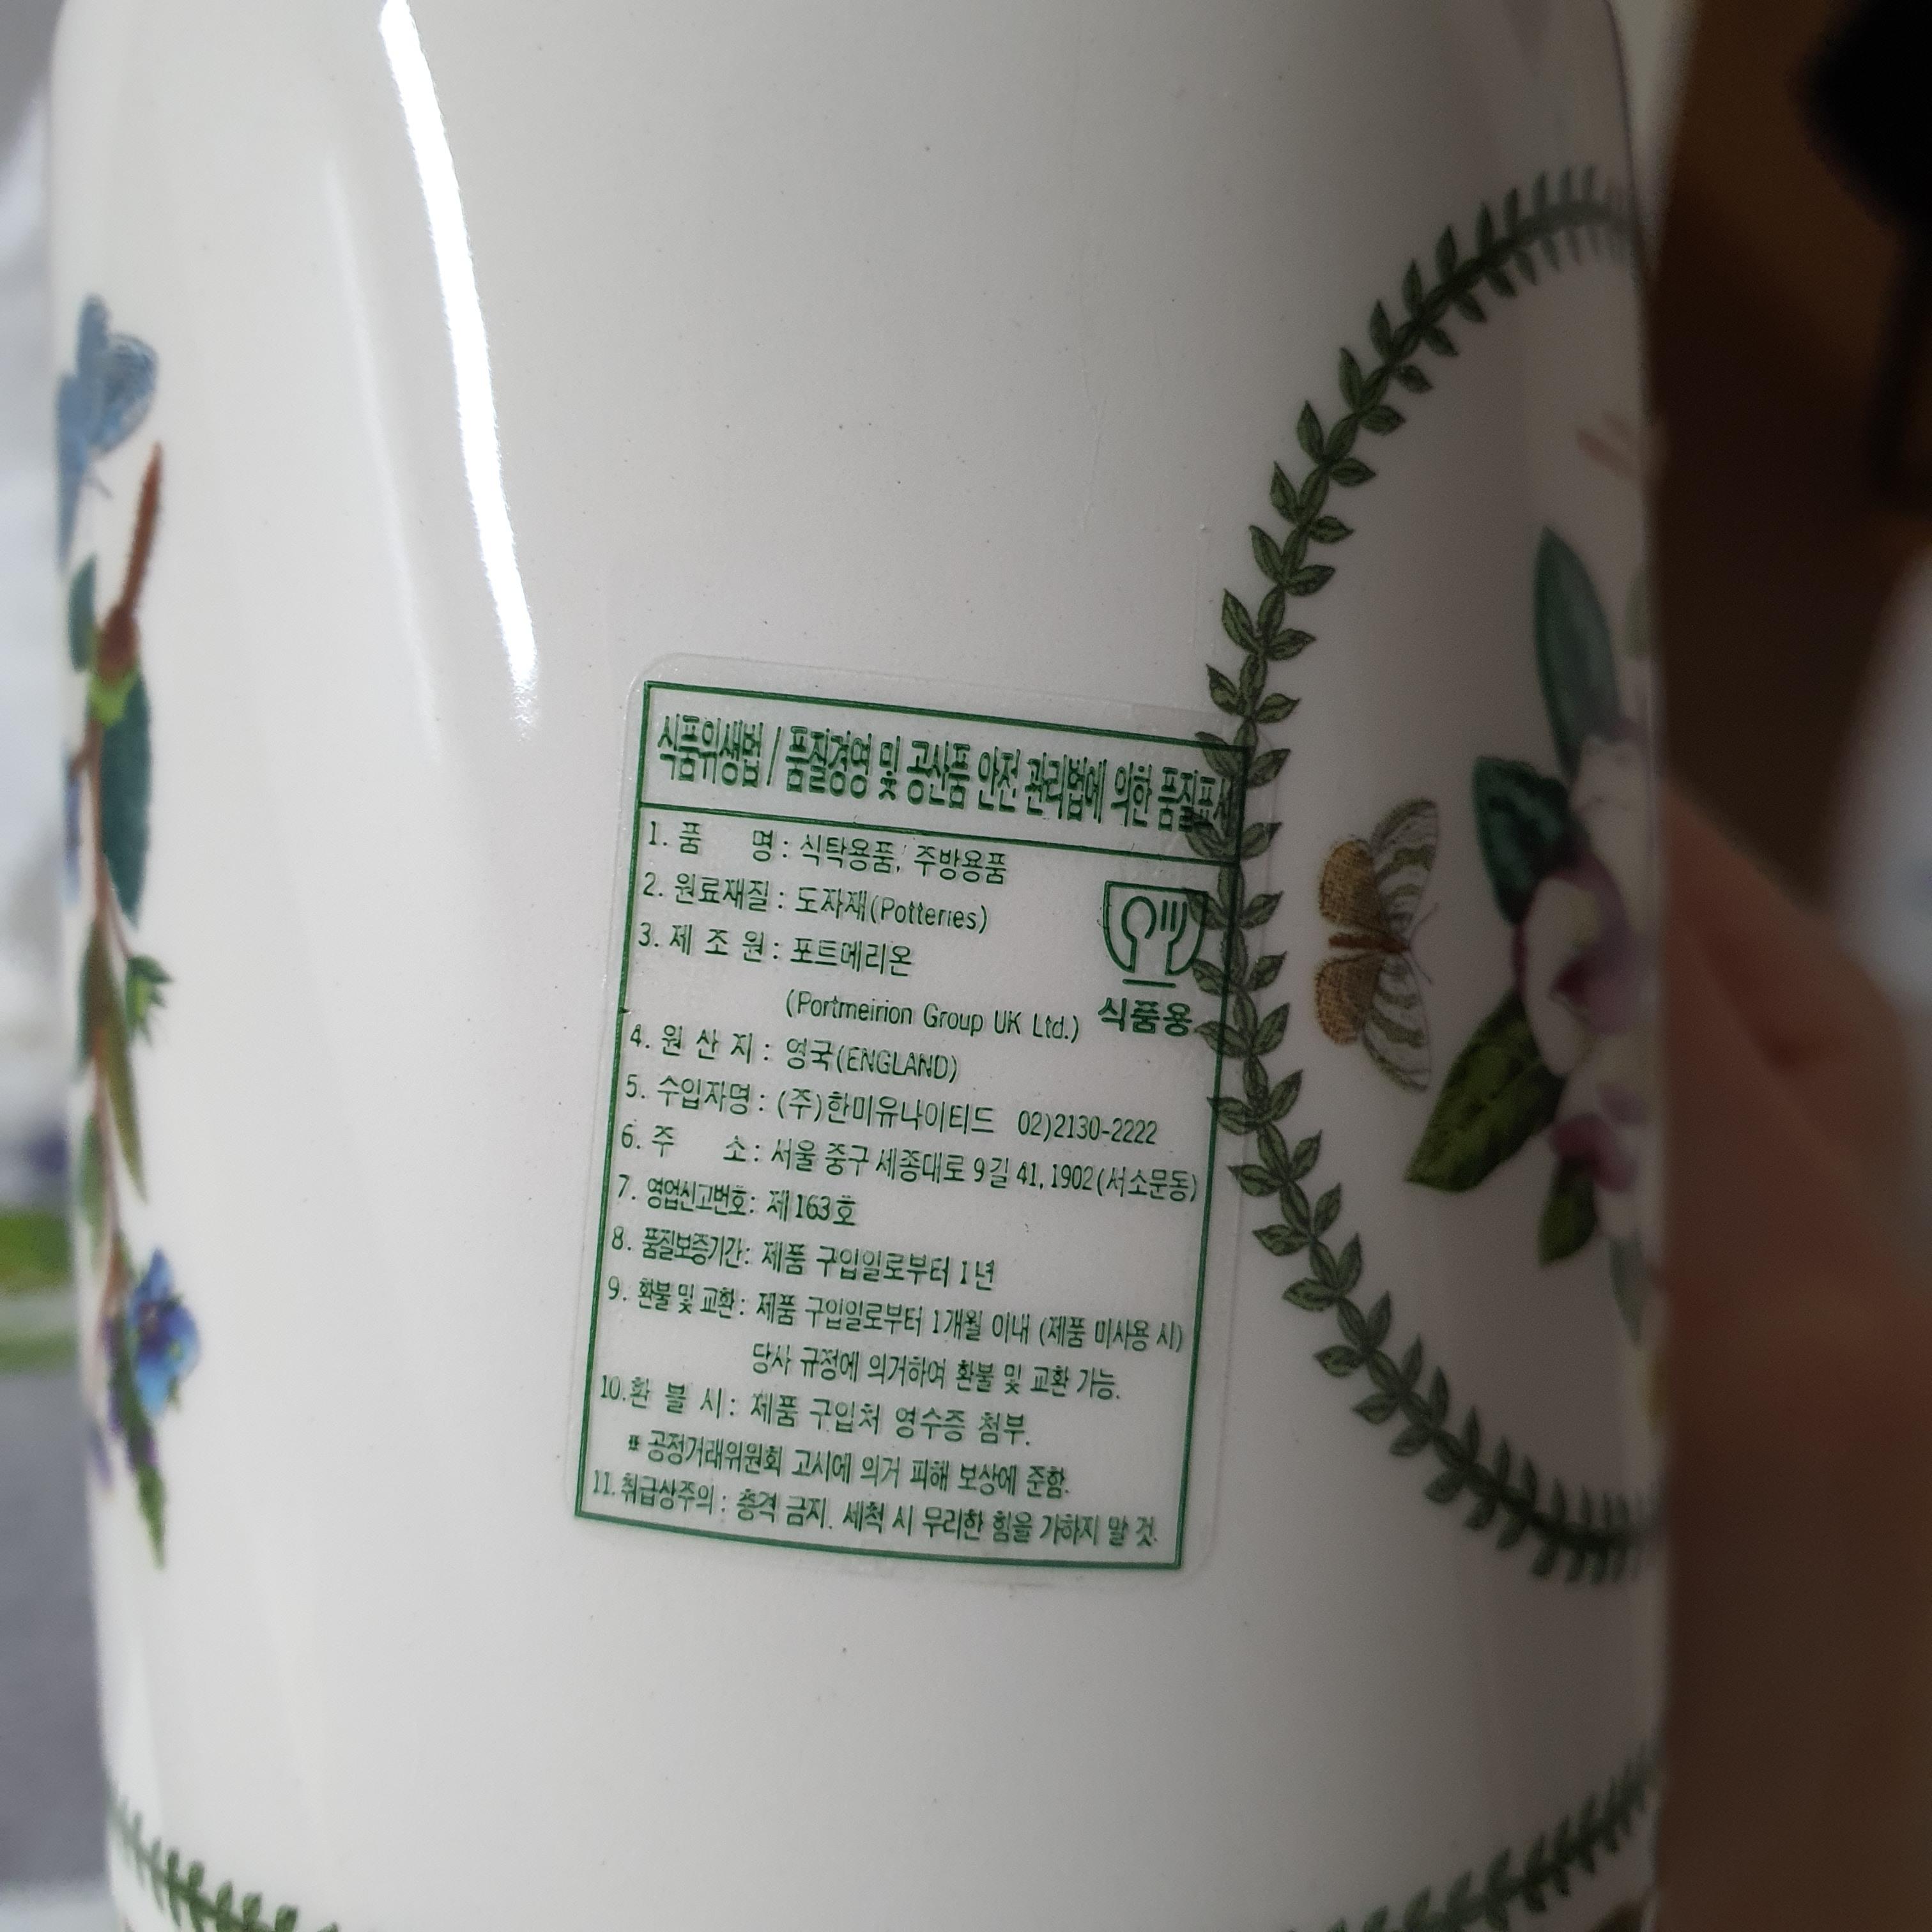 식품위생법 / 품질경영 및 공산품 안전 관리법에 의한 품질표시
1. 품 명 : 식탁용품, 주방용품
2. 원료재질 : 도자재(Potteries)
3. 제 조 원 : 포트메리온
(Portmeirion Group UK Ltd.)
식품용
4. 원 산 지 : 영국(ENGLAND)
5. 수입자명 : (주)한미유나이티드 02)2130-2222
6. 주 소 : 서울 중구 세종대로 9길 41, 1902(서소문동)
7. 영업신고번호 : 제163호
8. 품질보증기간 : 제품 구입일로부터 1년
9. 환불 및 교환 : 제품 구입일로부터 1개월 이내 (제품 미사용 시)
당사 규정에 의거하여 환불 및 교환 가능.
10. 환 불 시 : 제품 구입처 영수증 첨부.
* 공정거래위원회 고시에 의거 피해 보상에 준함.
11. 취급상주의 : 충격 금지. 세척 시 무리한 힘을 가하지 말 것.